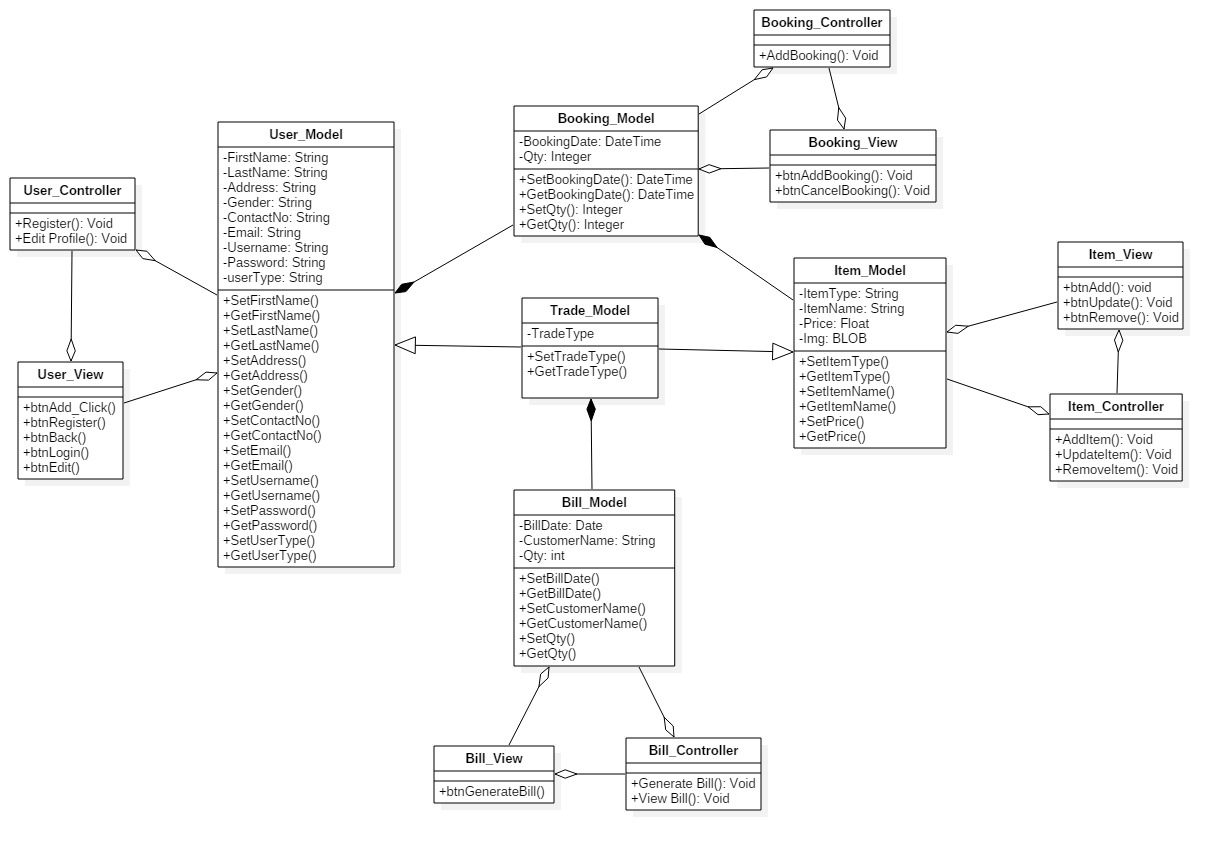 Booking_Controller
+AddBooking(): Void
Booking_Model
-BookingDate: DateTime
-Qty: Integer
+SetBookingDate(): DateTime
+GetBookingDate(): DateTime
+SetQty(): Integer
+GetQty(): Integer
Booking_View
+btnAddBooking(): Void
+btnCancelBooking(): Void
User_Model
-FirstName: String
-LastName: String
-Address: String
-Gender: String
-ContactNo: String
-Email: String
-Username: String
-Password: String
-userType: String
+SetFirstName()
+GetFirstName()
+SetLastName()
+GetLastName()
+SetAddress()
+GetAddress()
+SetGender()
+GetGender()
+SetContactNo()
+GetContactNo()
+SetEmail()
+GetEmail()
+SetUsername()
+GetUsername()
+SetPassword()
+GetPassword()
+SetUserType()
+GetUserType()
User_Controller
+Register(): Void
+Edit Profile(): Void
User_View
+btnAdd_Click()
+btnRegister()
+btnBack()
+btnLogin()
+btnEdit()
Trade_Model
-TradeType
+SetTradeType()
+GetTradeType()
Item_Model
-ItemType: String
-ItemName: String
-Price: Float
-Img: BLOB
+SetItemType()
+GetItemType()
+SetItemName()
+GetItemName()
+SetPrice()
+GetPrice()
Item_View
+btnAdd(): void
+btnUpdate(): Void
+btnRemove(): Void
Item_Controller
+AddItem(): Void
+UpdateItem(): Void
+RemoveItem(): Void
Bill_Model
-BillDate: Date
-CustomerName: String
-Qty: int
+SetBillDate()
+GetBillDate()
+SetCustomerName()
+GetCustomerName()
+SetQty()
+GetQty()
Bill_View
+btnGenerateBill()
Bill_Controller
+Generate Bill(): Void
+View Bill(): Void